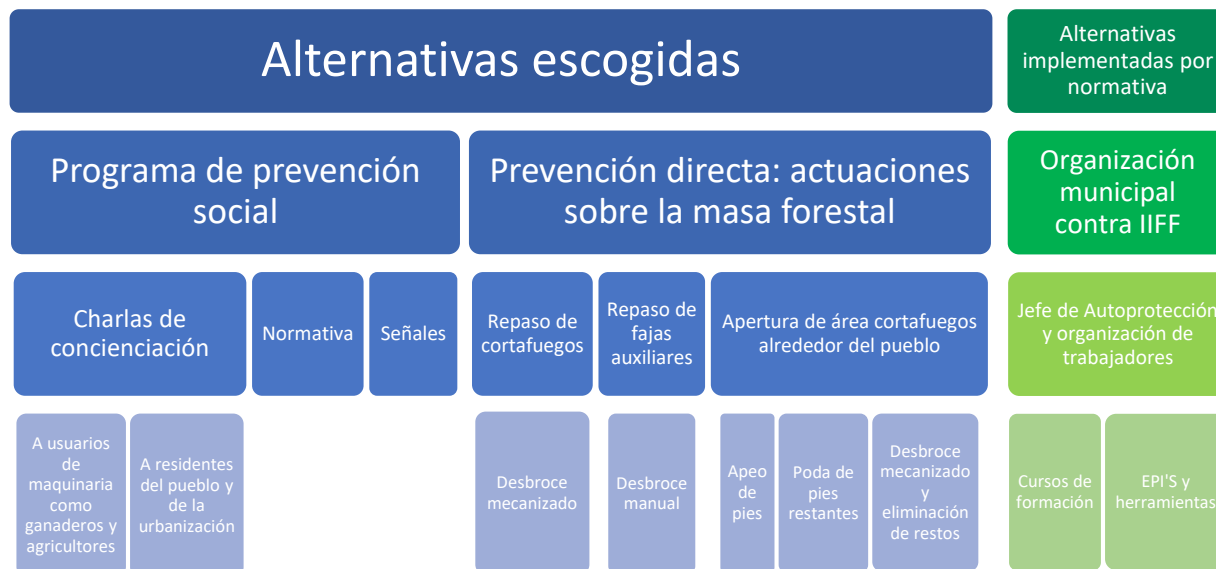 Alternativas escogidas
Alternativas
implementadas por
normativa
Programa de prevención
social
Prevención directa: actuaciones
sobre la masa forestal
Organización
municipal
contra IIFF
Charlas de
concienciación
Normativa
Señales
Repaso de
cortafuegos
Repaso de
fajas
auxiliares
Apertura de área cortafuegos
alrededor del pueblo
Jefe de Autoprotección
y organización de
trabajadores
A usuarios
de
maquinaria
como
ganaderos y
agricultores
A residentes
del pueblo y
de la
urbanización
Desbroce
mecanizado
Desbroce
manual
Apeo
de
pies
Poda de
pies
restantes
Desbroce
mecanizado
y
eliminación
de restos
Cursos de
formación
EPI'S y
herramientas